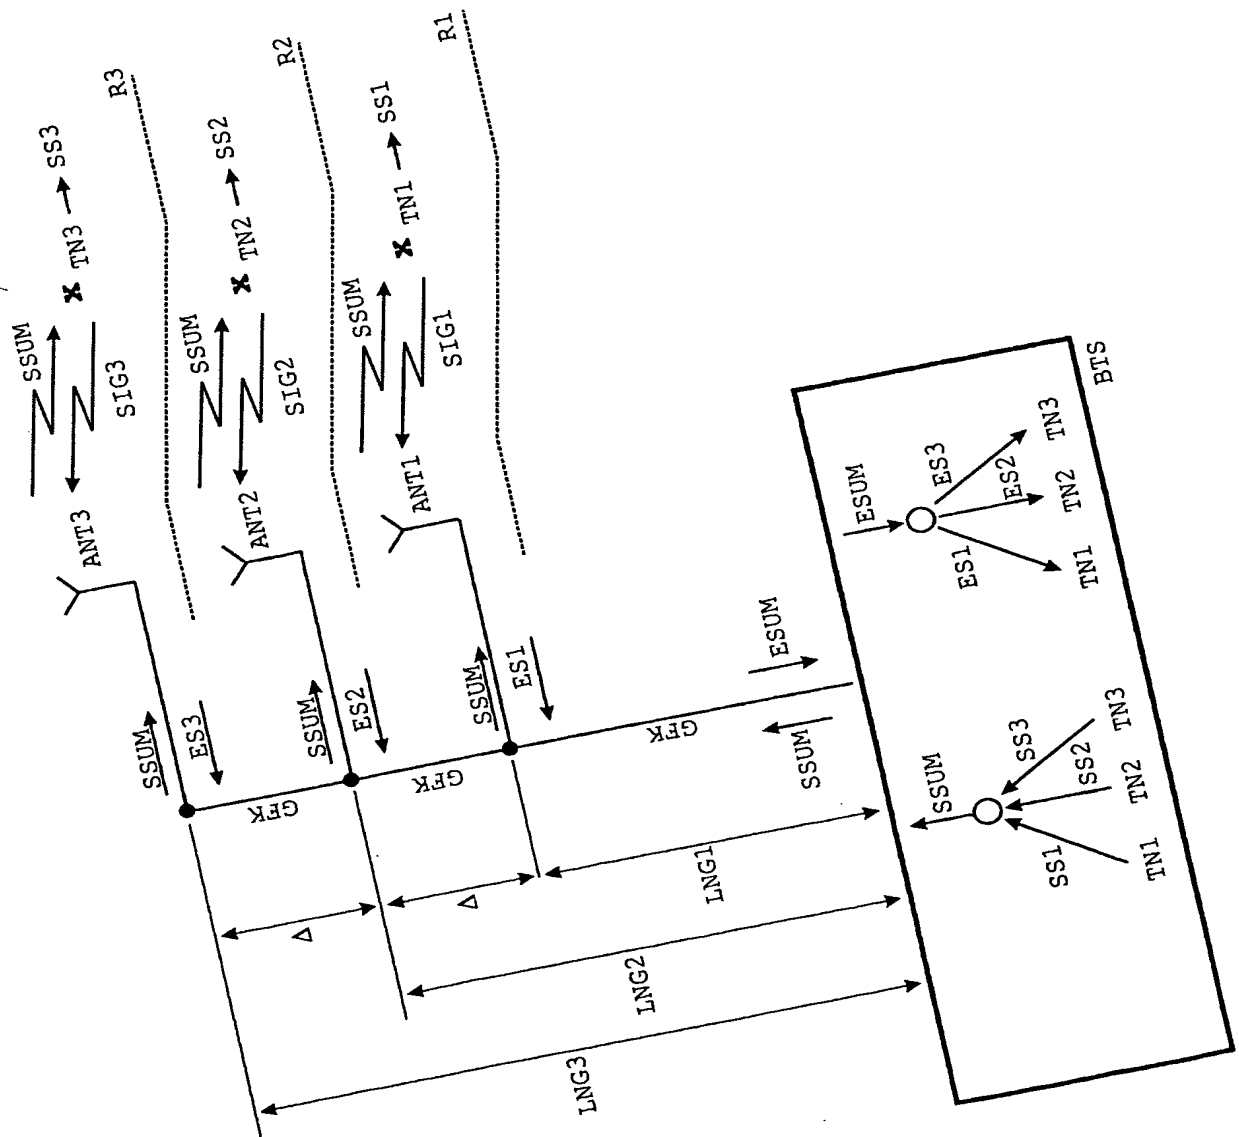 R3
R2
R1
SSUM
TN3
SS3
SIG3
ANT3
SSUM
TN2
SS2
SIG2
ANT2
SSUM
TN1
SS1
SIG1
ANT1
SSUM
ES3
GFK
SSUM
ES2
GFK
SSUM
ES1
GFK
SSUM
ESUM
Δ
Δ
LNG1
LNG2
LNG3
BTS
ESUM
ES1
ES2
ES3
TN1
TN2
TN3
SSUM
SS1
SS2
SS3
TN1
TN2
TN3